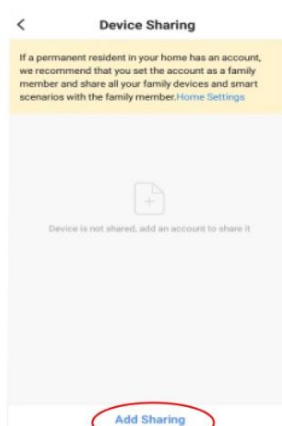 Device Sharing
If a permanent resident in your home has an account,
we recommend that you set the account as a family
member and share all your family devices and smart
scenarios with the family member.Home Settings
Device is not shared, add an account to share it
Add Sharing